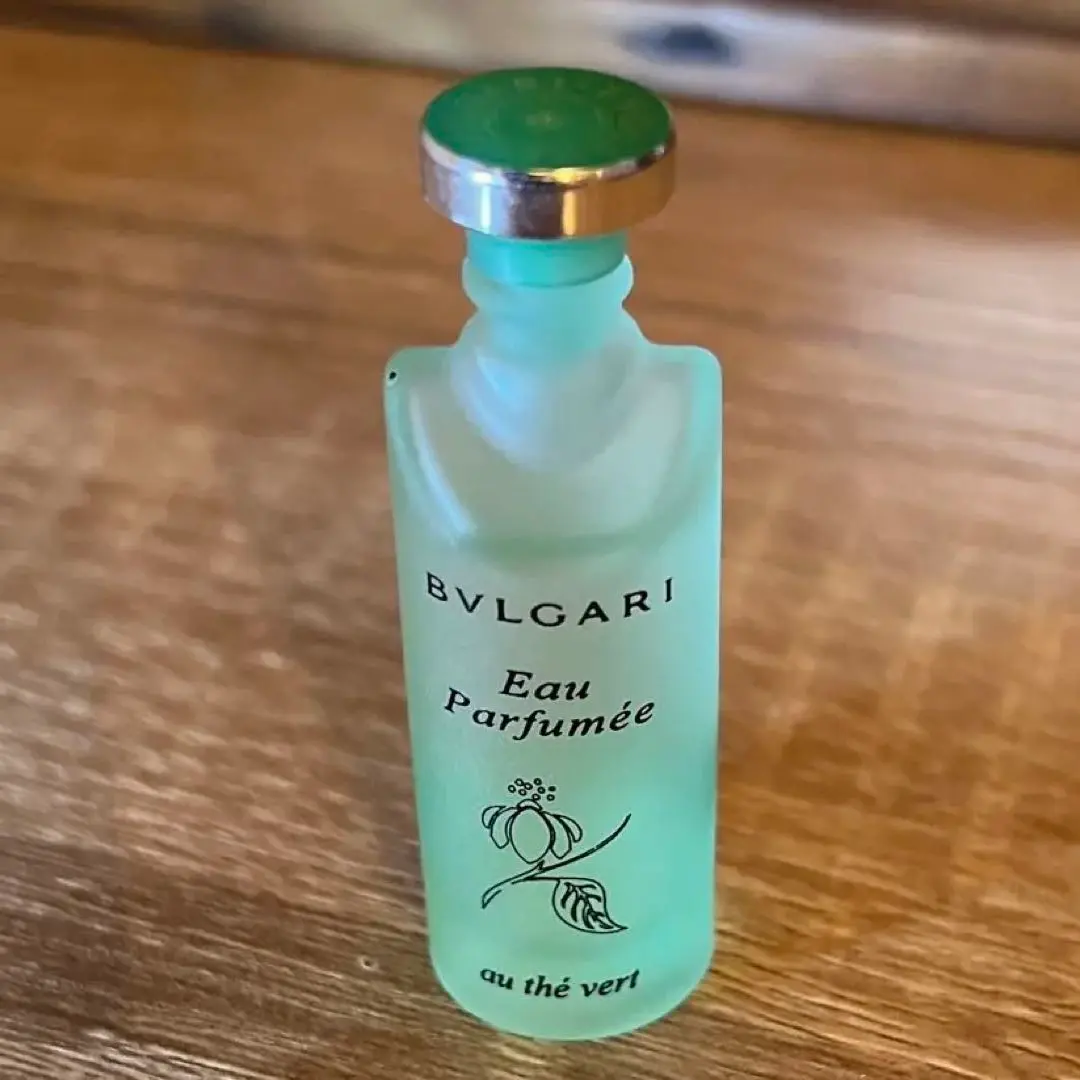 BVLGARI
Eau
Parfumée
au thé vert